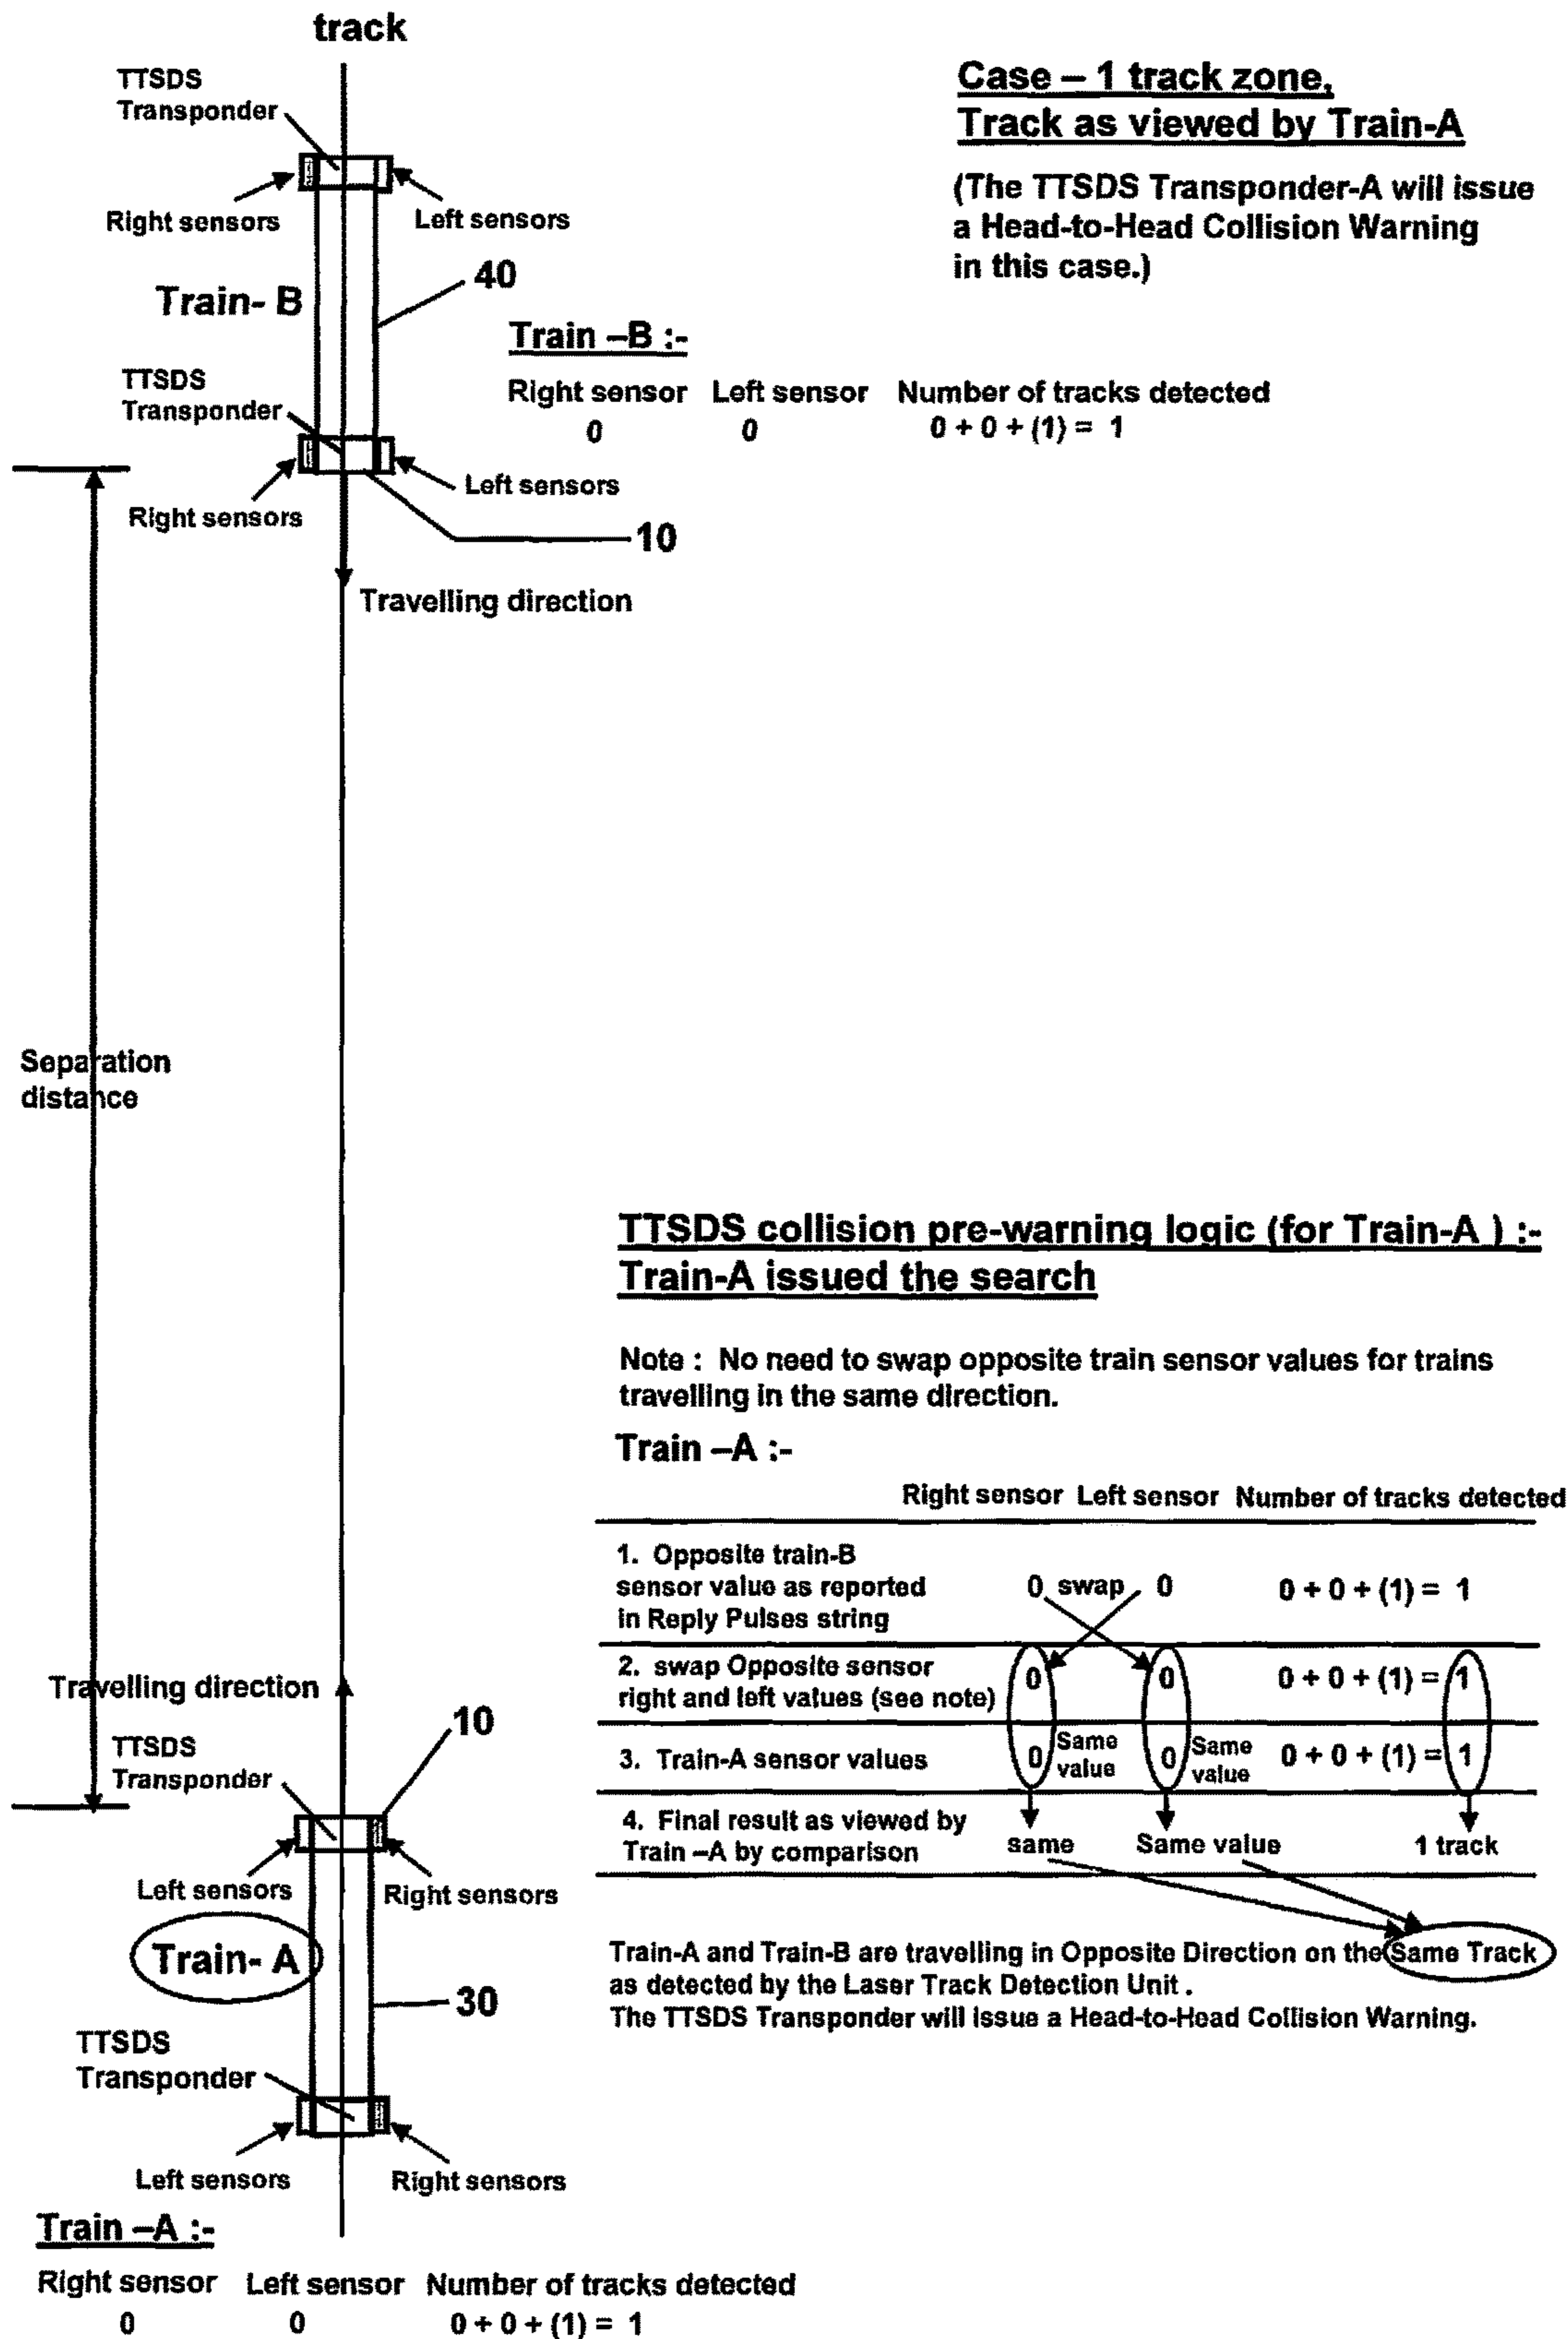 track
TTSDS
Transponder
Case – 1 track zone,
Track as viewed by Train-A
(The TTSDS Transponder-A will issue
a Head-to-Head Collision Warning
in this case.)
Right sensors
Left sensors
40
Train- B
Train –B :-
TTSDS
Transponder
Right sensor Left sensor Number of tracks detected
0 0 0 + 0 + (1) = 1
Left sensors
Right sensors
10
Travelling direction
Separation
distance
TTSDS collision pre-warning logic (for Train-A ) :-
Train-A issued the search
Note : No need to swap opposite train sensor values for trains
travelling in the same direction.
Train –A :-
Right sensor Left sensor Number of tracks detected
1. Opposite train-B
sensor value as reported
in Reply Pulses string
0 swap 0 0 + 0 + (1) = 1
2. swap Opposite sensor
right and left values (see note)
0 0 0 + 0 + (1) = 1
3. Train-A sensor values
0 Same
value
0 Same
value
0 + 0 + (1) = 1
4. Final result as viewed by
Train –A by comparison
same Same value 1 track
Train-A and Train-B are travelling in Opposite Direction on the Same Track
as detected by the Laser Track Detection Unit .
The TTSDS Transponder will issue a Head-to-Head Collision Warning.
Travelling direction
10
TTSDS
Transponder
Left sensors
Right sensors
Train- A
30
TTSDS
Transponder
Left sensors
Right sensors
Train –A :-
Right sensor Left sensor Number of tracks detected
0 0 0 + 0 + (1) = 1